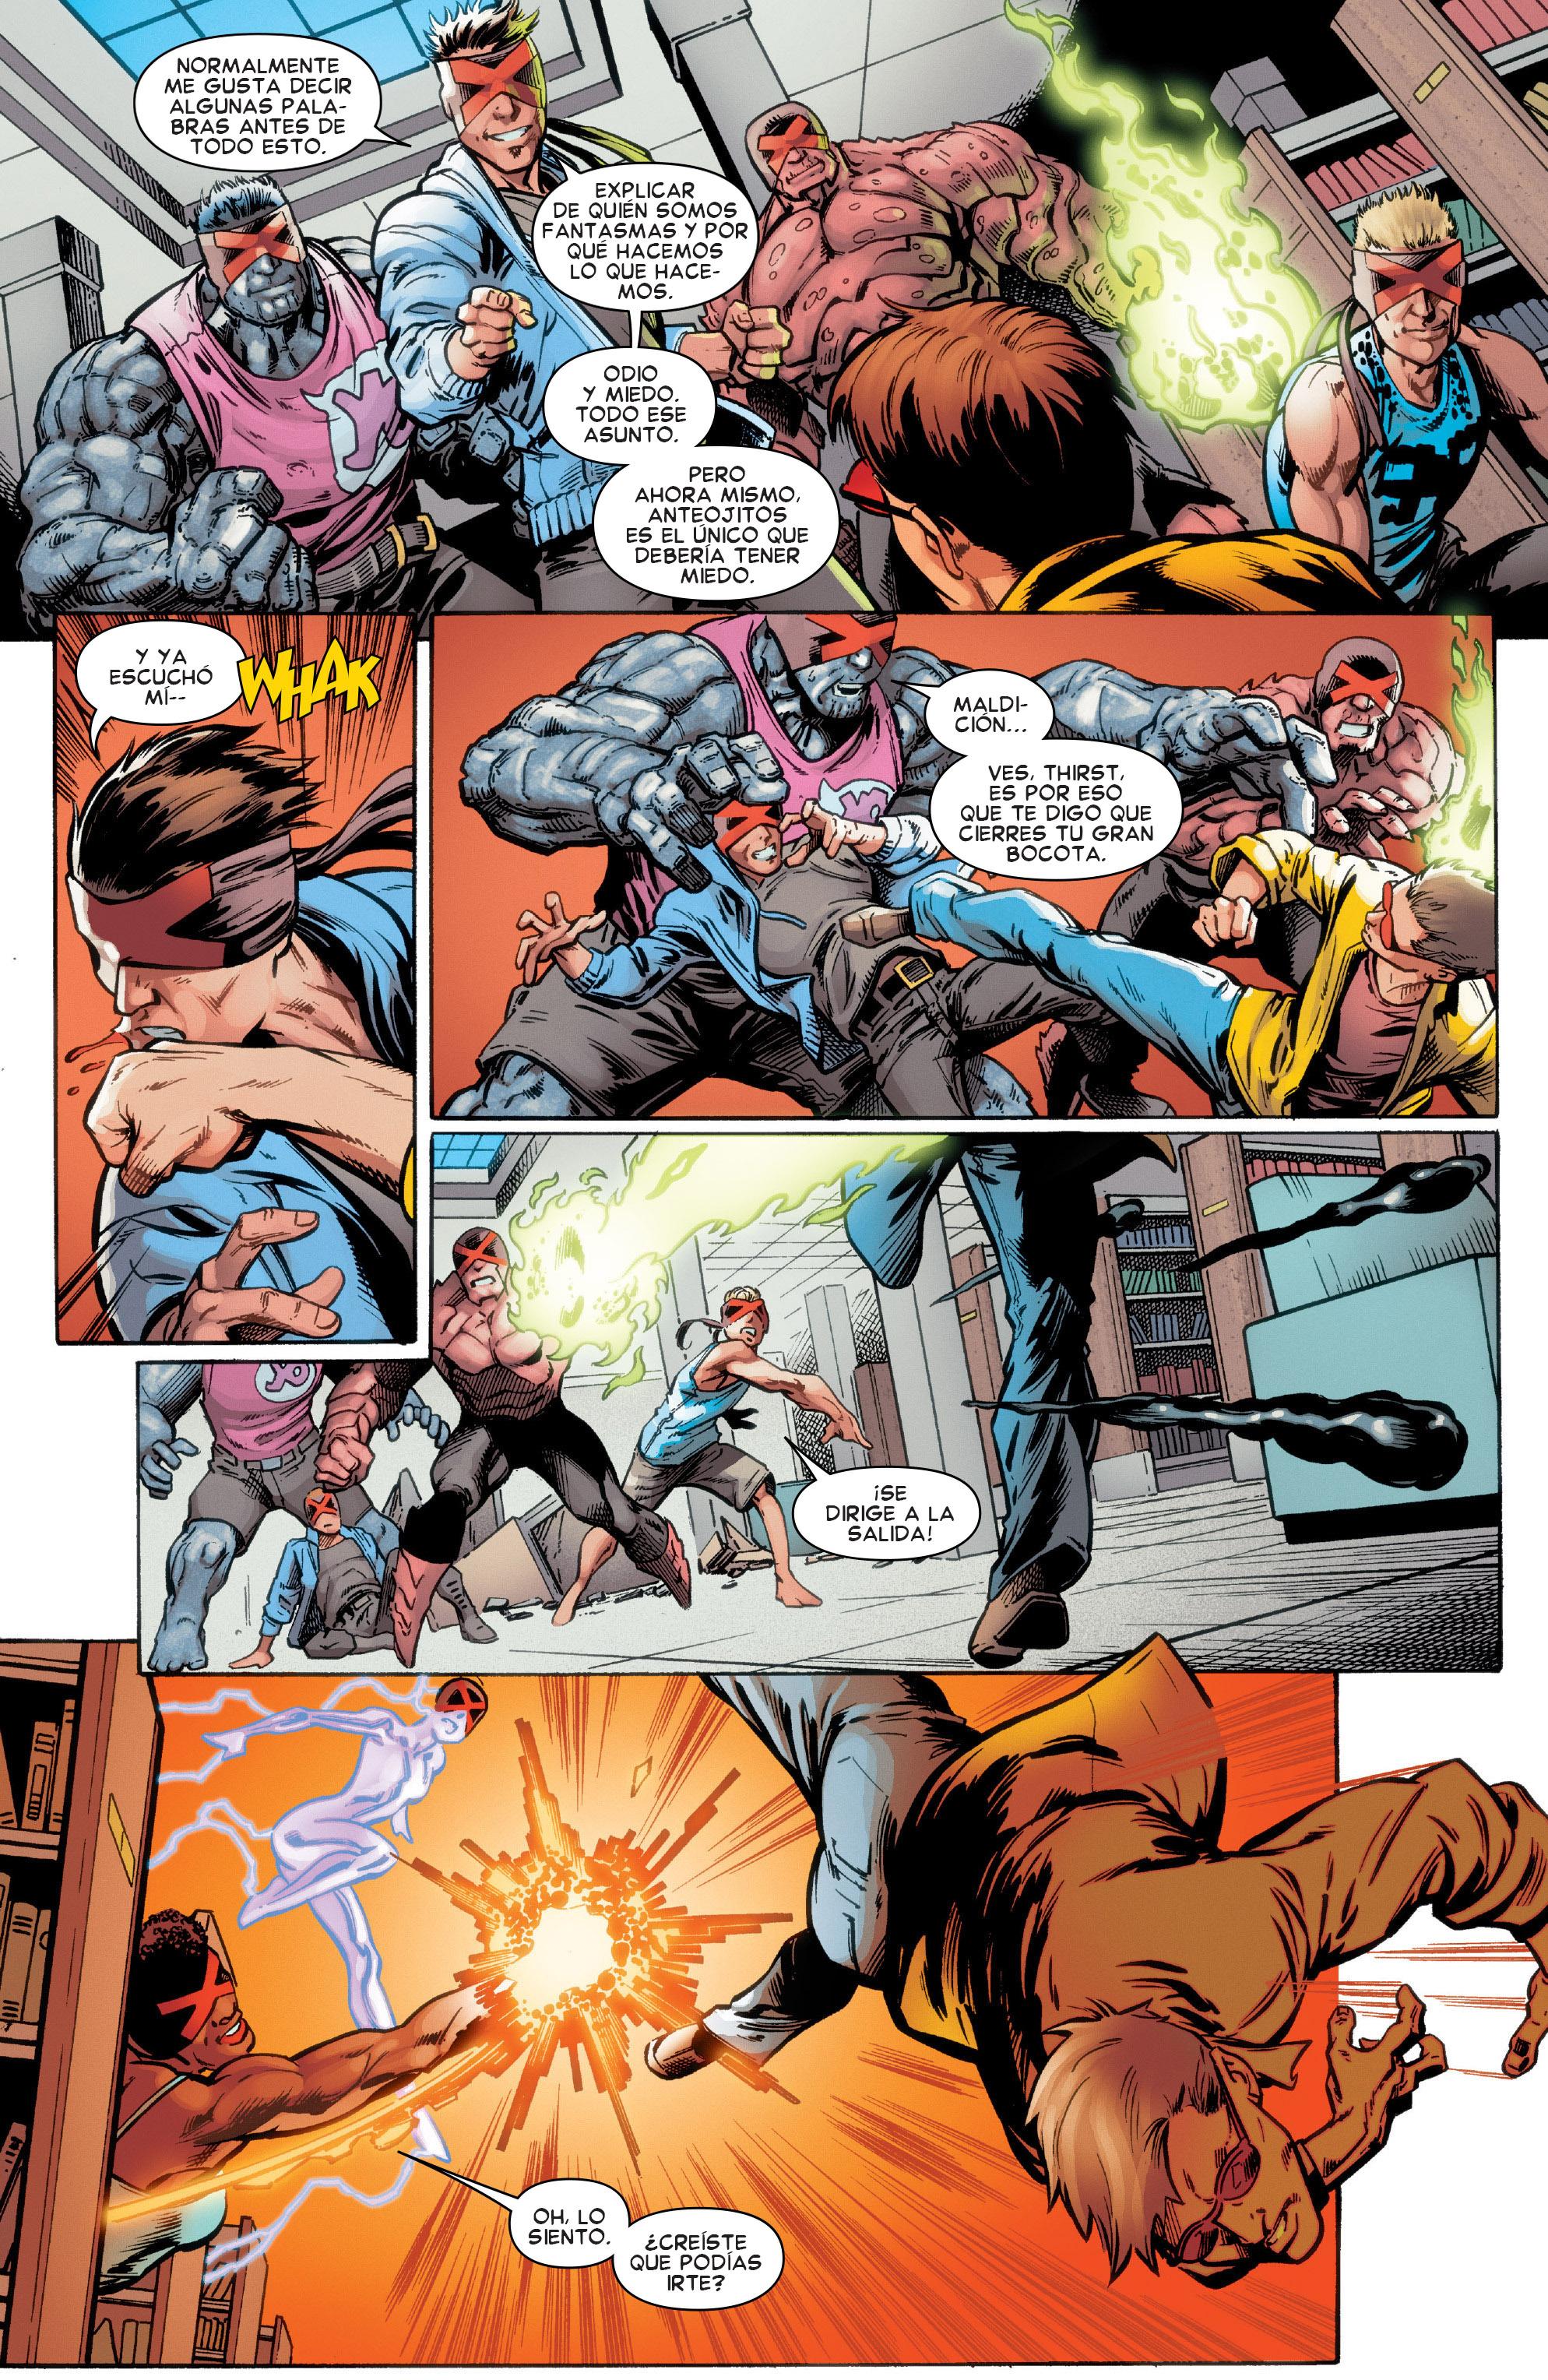 NORMALMENTE
ME GUSTA DECIR
ALGUNAS PALA-
BRAS ANTES DE
TODO ESTO.
EXPLICAR
DE QUIÉN SOMOS
FANTASMAS Y POR
QUÉ HACEMOS
LO QUE HACE-
MOS.
ODIO
Y MIEDO.
TODO ESE
ASUNTO.
PERO
AHORA MISMO,
ANTEOJITOS
ES EL ÚNICO QUE
DEBERÍA TENER
MIEDO.
Y YA
ESCUCHÓ
MÍ--
WHAK
MALDI-
CIÓN...
VES, THIRST,
ES POR ESO
QUE TE DIGO QUE
CIERRES TU GRAN
BOCOTA.
¡SE
DIRIGE A LA
SALIDA!
OH, LO
SIENTO.
¿CREÍSTE
QUE PODÍAS
IRTE?